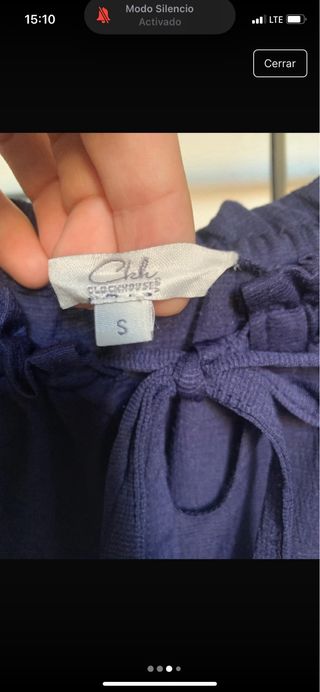 15:10
Modo Silencio
Activado
LTE
Cerrar
Ckh
CLOCKHOUSE
S